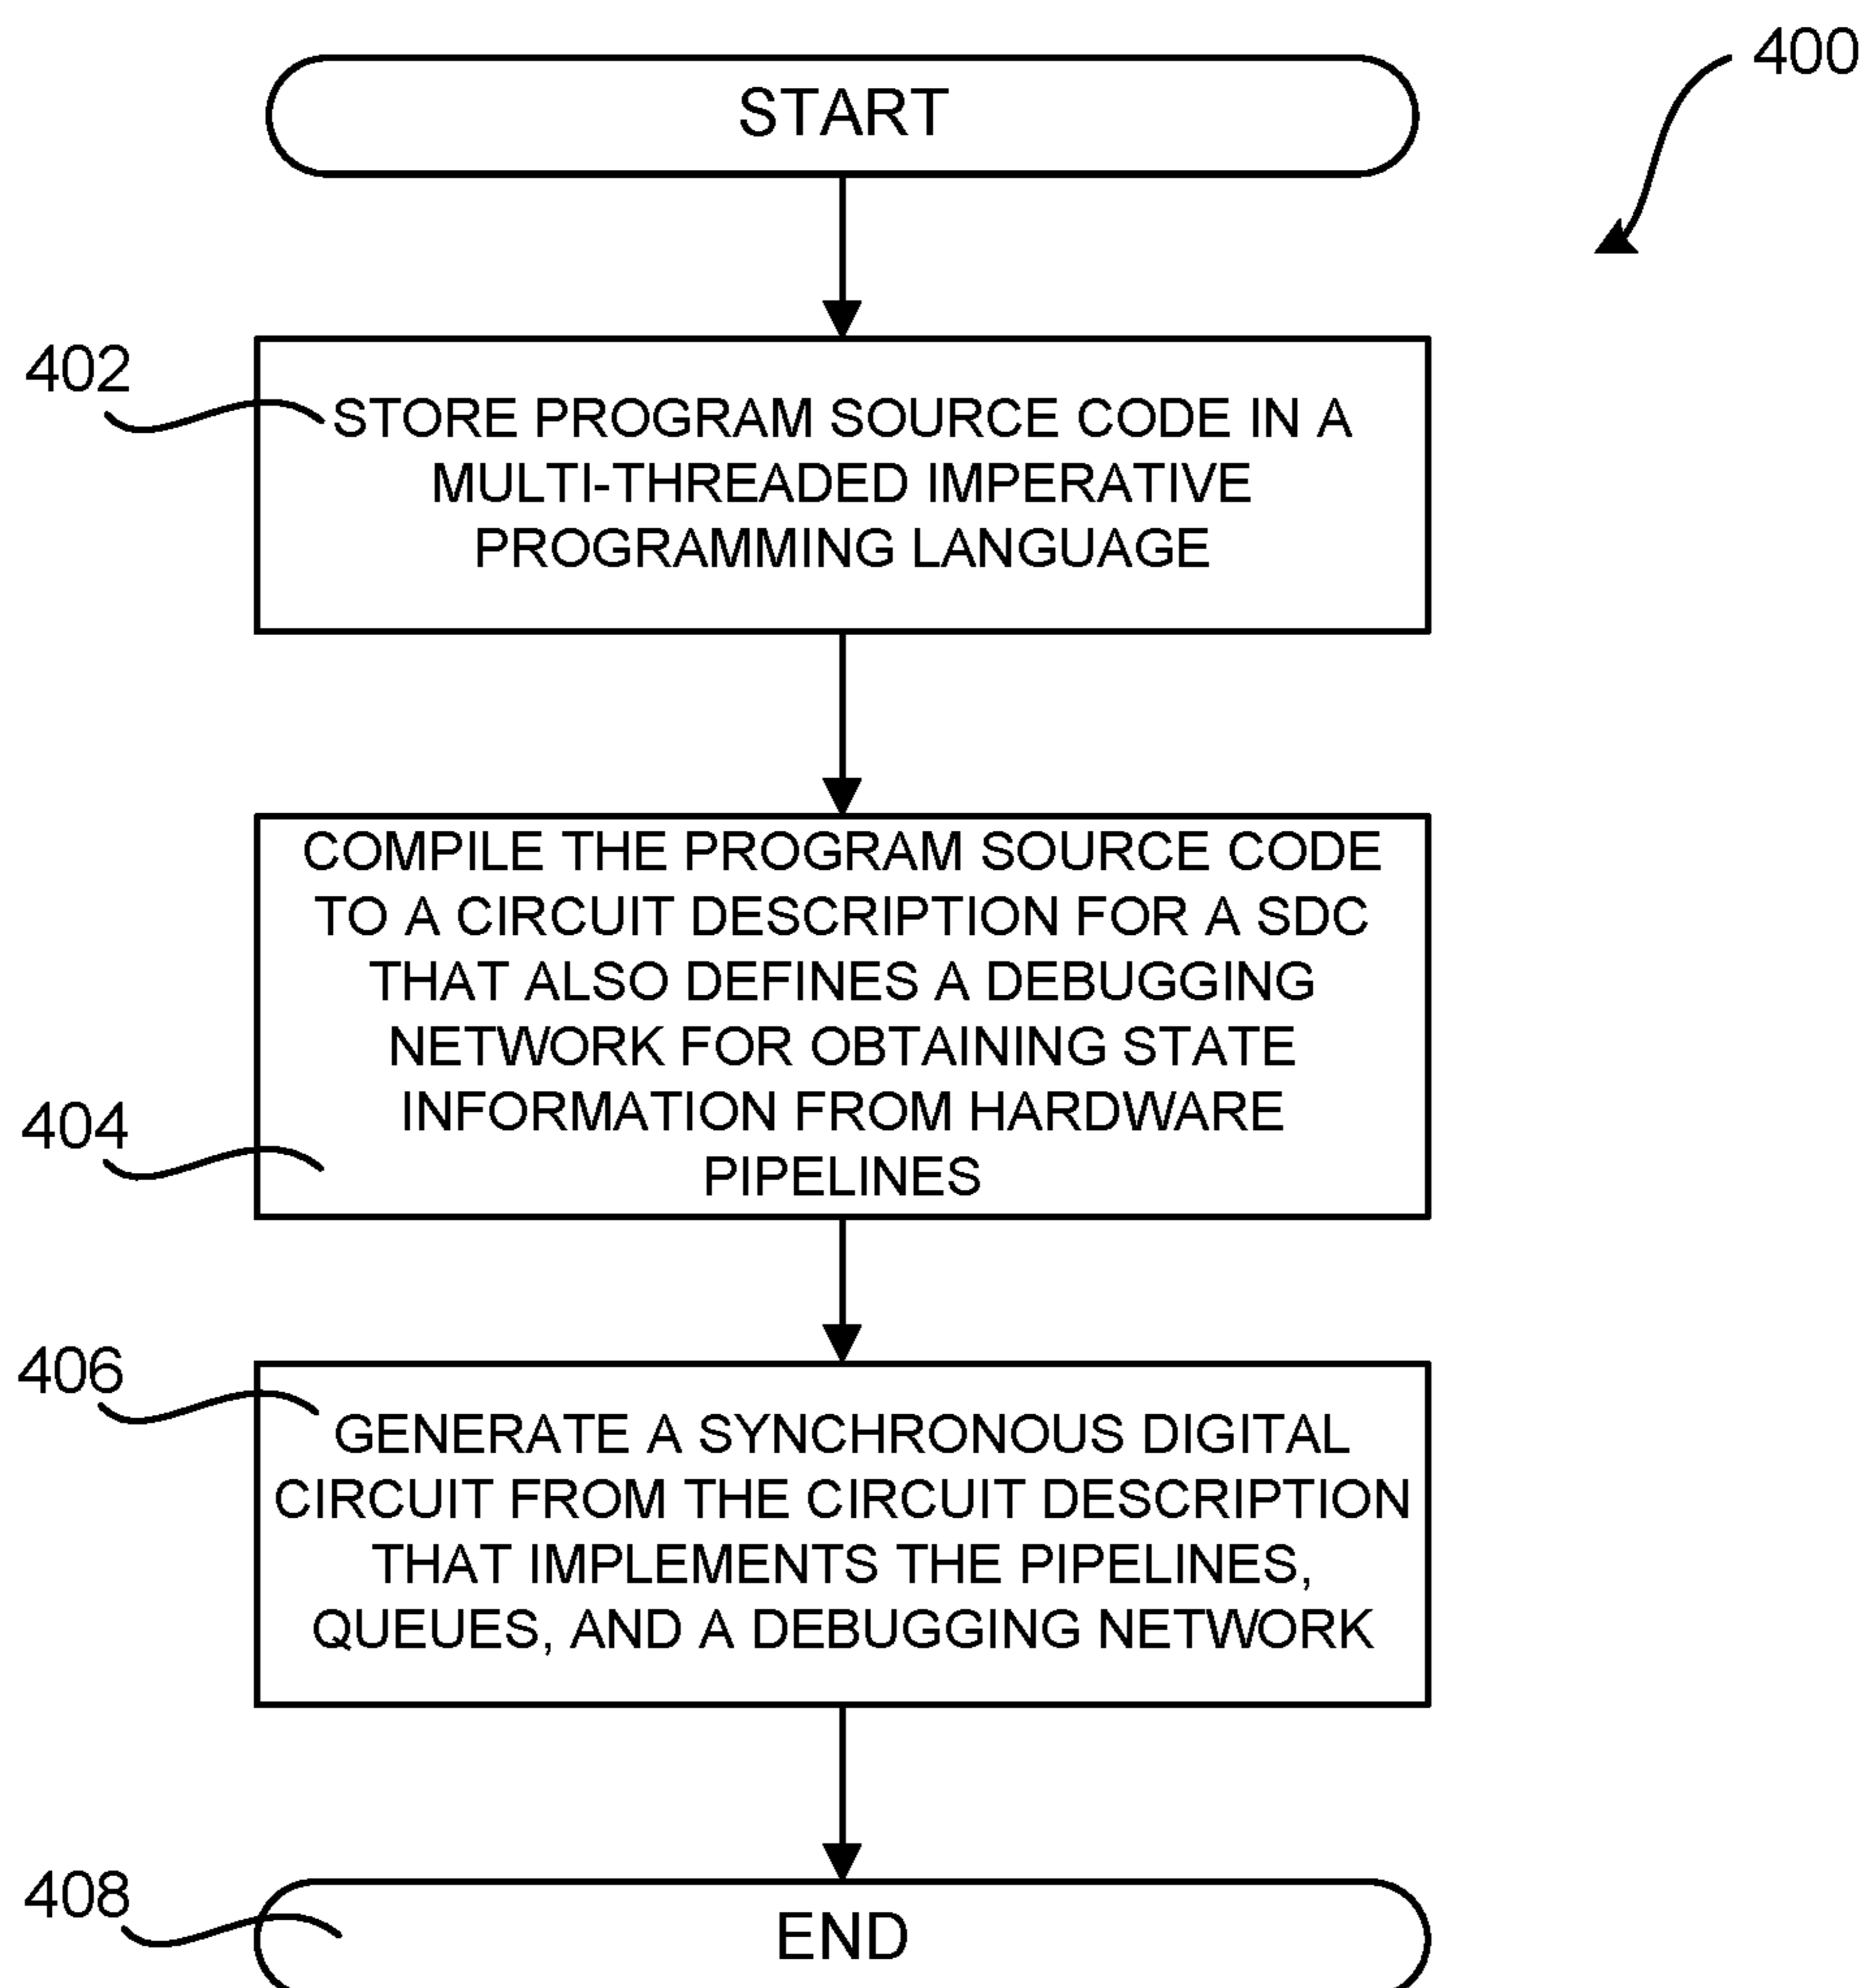 400
START
402
STORE PROGRAM SOURCE CODE IN A
MULTI-THREADED IMPERATIVE
PROGRAMMING LANGUAGE
COMPILE THE PROGRAM SOURCE CODE
TO A CIRCUIT DESCRIPTION FOR A SDC
THAT ALSO DEFINES A DEBUGGING
NETWORK FOR OBTAINING STATE
INFORMATION FROM HARDWARE
PIPELINES
404
406
GENERATE A SYNCHRONOUS DIGITAL
CIRCUIT FROM THE CIRCUIT DESCRIPTION
THAT IMPLEMENTS THE PIPELINES,
QUEUES, AND A DEBUGGING NETWORK
408
END